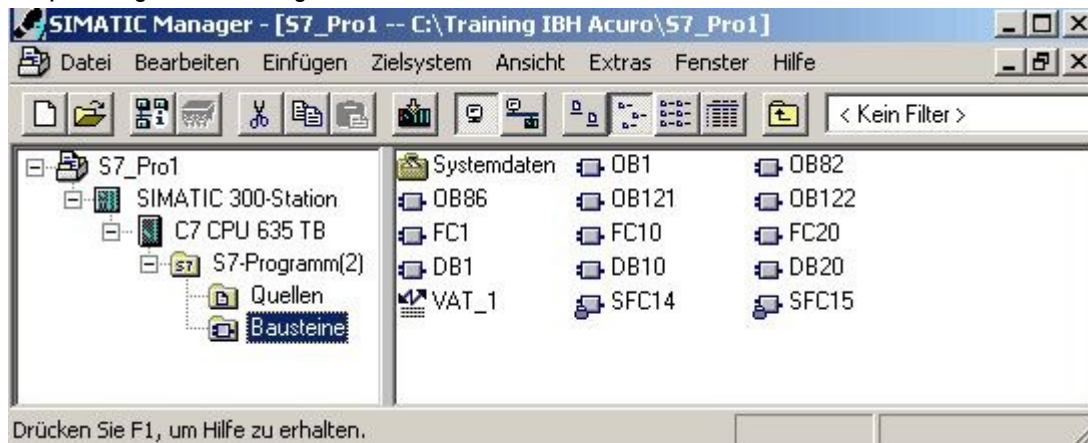 SIMATIC Manager - [S7_Pro1 -- C:\Training IBH Acuro\S7_Pro1]
Datei Bearbeiten Einfügen Zielsystem Ansicht Extras Fenster Hilfe
< Kein Filter >
S7_Pro1
SIMATIC 300-Station
C7 CPU 635 TB
S7-Programm(2)
Quellen
Bausteine
Systemdaten OB1 OB82
OB86 OB121 OB122
FC1 FC10 FC20
DB1 DB10 DB20
VAT_1 SFC14 SFC15
Drücken Sie F1, um Hilfe zu erhalten.